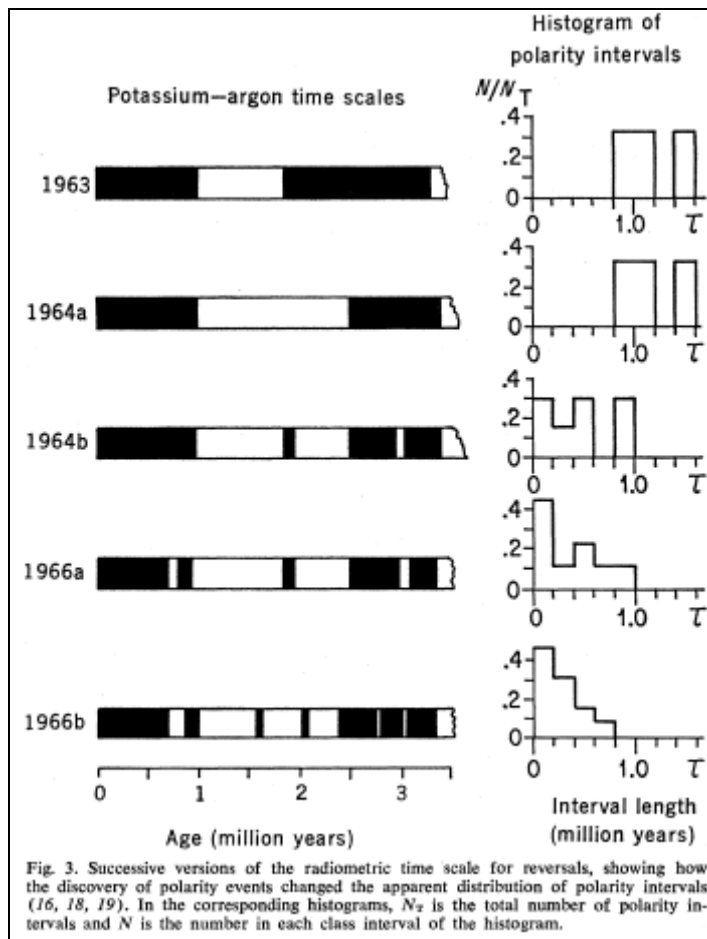 Histogram of
polarity intervals
Potassium—argon time scales
N/N T
.4
.2
0
0
1.0
τ
1963
.4
.2
0
0
1.0
τ
1964a
.4
.2
0
0
1.0
τ
1964b
.4
.2
0
0
1.0
τ
1966a
.4
.2
0
0
1.0
τ
1966b
0
1
2
3
Age (million years)
Interval length
(million years)
Fig. 3. Successive versions of the radiometric time scale for reversals, showing how
the discovery of polarity events changed the apparent distribution of polarity intervals
(16, 18, 19). In the corresponding histograms, N_T is the total number of polarity in-
tervals and N is the number in each class interval of the histogram.